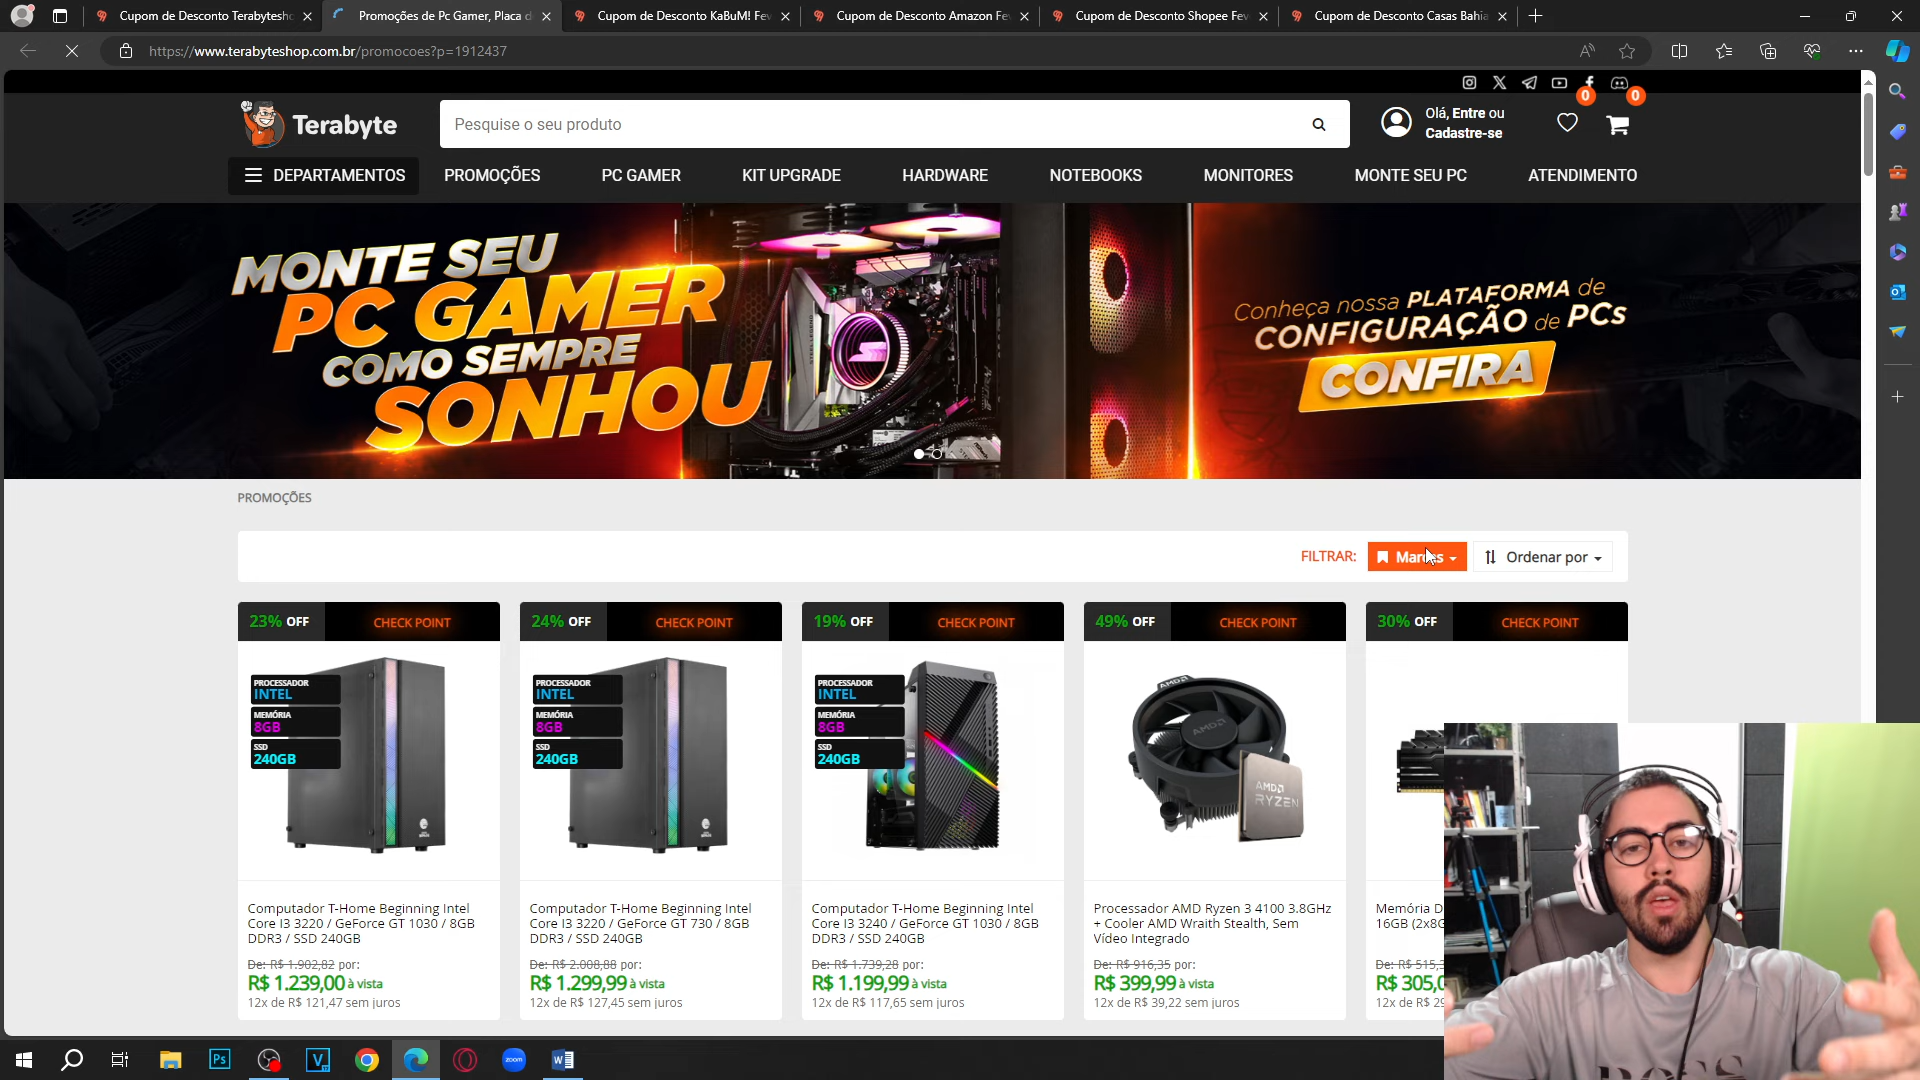 Cupom de Desconto Terabytesh
Promoções de Pc Gamer, Placa d
Cupom de Desconto KaBuM! Fev
Cupom de Desconto Amazon Fe
Cupom de Desconto Shopee Fev
Cupom de Desconto Casas Bahia
https://www.terabyteshop.com.br/promocoes?p=1912437
Terabyte
Pesquise o seu produto
Olá, Entre ou
Cadastre-se
0
0
DEPARTAMENTOS
PROMOÇÕES
PC GAMER
KIT UPGRADE
HARDWARE
NOTEBOOKS
MONITORES
MONTE SEU PC
ATENDIMENTO
MONTE SEU
PC GAMER
COMO SEMPRE
SONHOU
Conheça nossa PLATAFORMA de
CONFIGURAÇÃO de PCs
CONFIRA
PROMOÇÕES
FILTRAR:
Marcas
Ordenar por
23% OFF
CHECK POINT
PROCESSADOR
INTEL
MEMÓRIA
8GB
SSD
240GB
Computador T-Home Beginning Intel
Core I3 3220 / GeForce GT 1030 / 8GB
DDR3 / SSD 240GB
De: R$ 1.902,82 por:
R$ 1.239,00 à vista
12x de R$ 121,47 sem juros
24% OFF
CHECK POINT
PROCESSADOR
INTEL
MEMÓRIA
8GB
SSD
240GB
Computador T-Home Beginning Intel
Core I3 3220 / GeForce GT 730 / 8GB
DDR3 / SSD 240GB
De: R$ 2.008,88 por:
R$ 1.299,99 à vista
12x de R$ 127,45 sem juros
19% OFF
CHECK POINT
PROCESSADOR
INTEL
MEMÓRIA
8GB
SSD
240GB
Computador T-Home Beginning Intel
Core I3 3240 / GeForce GT 1030 / 8GB
DDR3 / SSD 240GB
De: R$ 1.739,28 por:
R$ 1.199,99 à vista
12x de R$ 117,65 sem juros
49% OFF
CHECK POINT
AMD
AMD
AMD
RYZEN
Processador AMD Ryzen 3 4100 3.8GHz
+ Cooler AMD Wraith Stealth, Sem
Vídeo Integrado
De: R$ 916,35 por:
R$ 399,99 à vista
12x de R$ 39,22 sem juros
30% OFF
CHECK POINT
Memória D
16GB (2x8G
De: R$ 515,3
R$ 305,0
12x de R$ 29
Ps
V
zoom
W